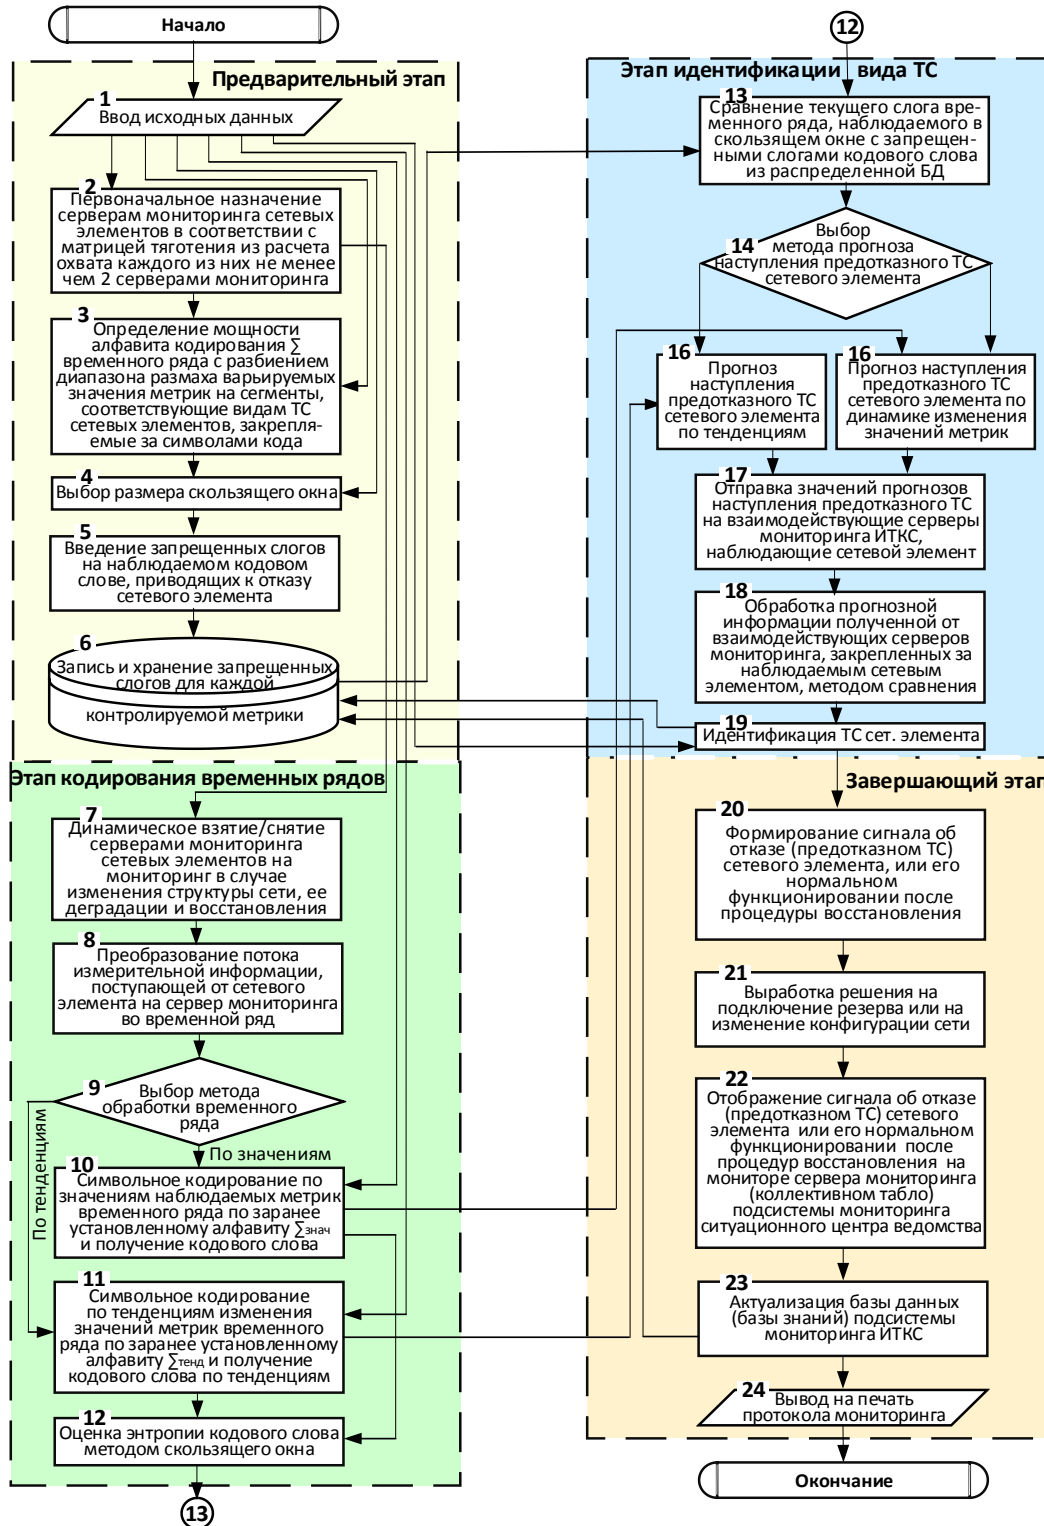 Начало
Предварительный этап
1
Ввод исходных данных
2
Первоначальное назначение
серверам мониторинга сетевых
элементов в соответствии с
матрицей тяготения из расчета
охвата каждого из них не менее
чем 2 серверами мониторинга
3
Определение мощности
алфавита кодирования ∑
временного ряда с разбиением
диапазона размаха варьируемых
значения метрик на сегменты,
соответствующие видам ТС
сетевых элементов, закрепля-
емые за символами кода
4
Выбор размера скользящего окна
5
Введение запрещенных слогов
на наблюдаемом кодовом
слове, приводящих к отказу
сетевого элемента
6
Запись и хранение запрещенных
слогов для каждой
контролируемой метрики
Этап кодирования временных рядов
7
Динамическое взятие/снятие
серверами мониторинга
сетевых элементов на
мониторинг в случае
изменения структуры сети, ее
деградации и восстановления
8
Преобразование потока
измерительной информации,
поступающей от сетевого
элемента на сервер мониторинга
во временной ряд
9
Выбор метода
обработки временного
ряда
По тенденциям
По значениям
10
Символьное кодирование по
значениям наблюдаемых метрик
временного ряда по заранее
установленному алфавиту ∑знач
и получение кодового слова
11
Символьное кодирование
по тенденциям изменения
значений метрик временного
ряда по заранее установленному
алфавиту ∑тенд и получение
кодового слова по тенденциям
12
Оценка энтропии кодового слова
методом скользящего окна
13
12
Этап идентификации вида ТС
13
Сравнение текущего слога вре-
менного ряда, наблюдаемого в
скользящем окне с запрещен-
ными слогами кодового слова
из распределенной БД
14
Выбор
метода прогноза
наступления предотказного ТС
сетевого элемента
16
Прогноз
наступления
предотказного ТС
сетевого элемента
по тенденциям
16
Прогноз наступления
предотказного ТС
сетевого элемента по
динамике изменения
значений метрик
17
Отправка значений прогнозов
наступления предотказного ТС
на взаимодействующие серверы
мониторинга ИТКС,
наблюдающие сетевой элемент
18
Обработка прогнозной
информации полученной от
взаимодействующих серверов
мониторинга, закрепленных за
наблюдаемым сетевым
элементом, методом сравнения
19
Идентификация ТС сет. элемента
Завершающий этап
20
Формирование сигнала об
отказе (предотказном ТС)
сетевого элемента, или его
нормальном
функционировании после
процедуры восстановления
21
Выработка решения на
подключение резерва или на
изменение конфигурации сети
22
Отображение сигнала об отказе
(предотказном ТС) сетевого
элемента или его нормальном
функционировании после
процедур восстановления на
мониторе сервера мониторинга
(коллективном табло)
подсистемы мониторинга
ситуационного центра ведомства
23
Актуализация базы данных
(базы знаний) подсистемы
мониторинга ИТКС
24
Вывод на печать
протокола мониторинга
Окончание